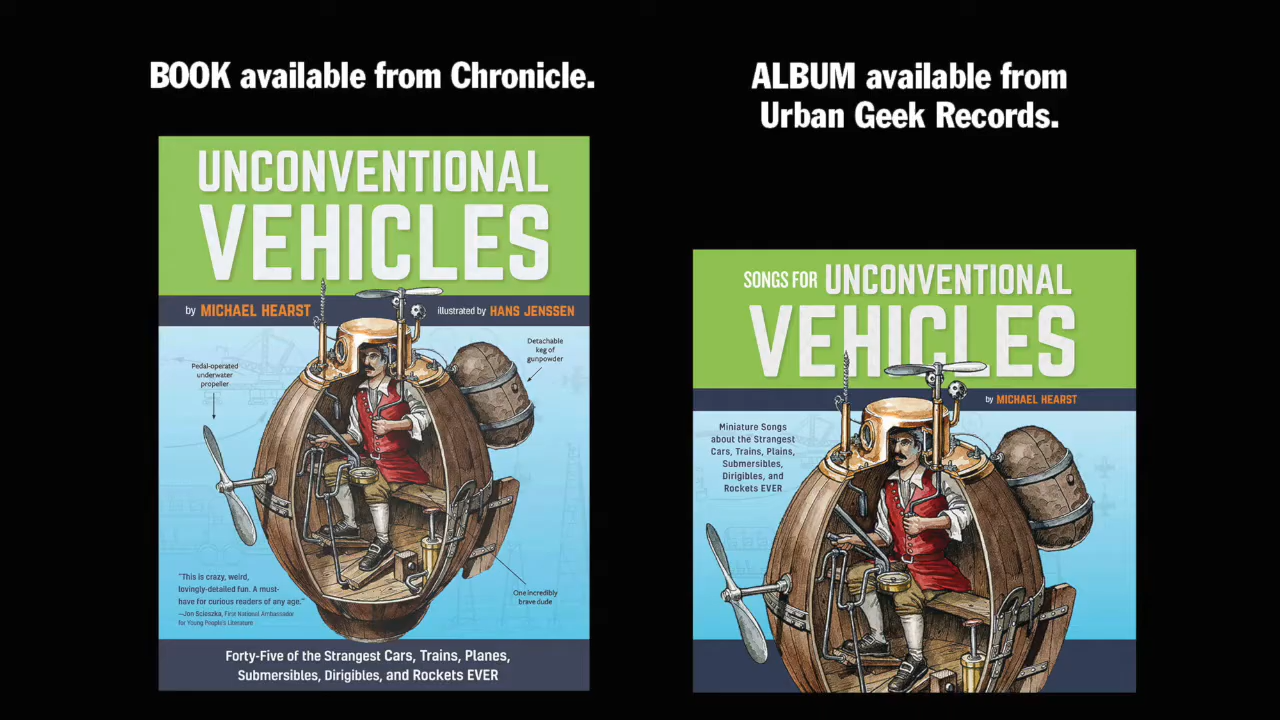 BOOK available from Chronicle.
UNCONVENTIONAL
VEHICLES
by MICHAEL HEARST
illustrated by HANS JENSSEN
Pedal-operated
underwater
propeller
Detachable
keg of
gunpowder
"This is crazy, weird,
lovingly-detailed fun. A must-
have for curious readers of any age."
—Jon Scieszka, First National Ambassador
for Young People's Literature
One incredibly
brave dude
Forty-Five of the Strangest Cars, Trains, Planes,
Submersibles, Dirigibles, and Rockets EVER
ALBUM available from
Urban Geek Records.
SONGS FOR UNCONVENTIONAL
VEHICLES
by MICHAEL HEARST
Miniature Songs
about the Strangest
Cars, Trains, Plains,
Submersibles,
Dirigibles, and
Rockets EVER